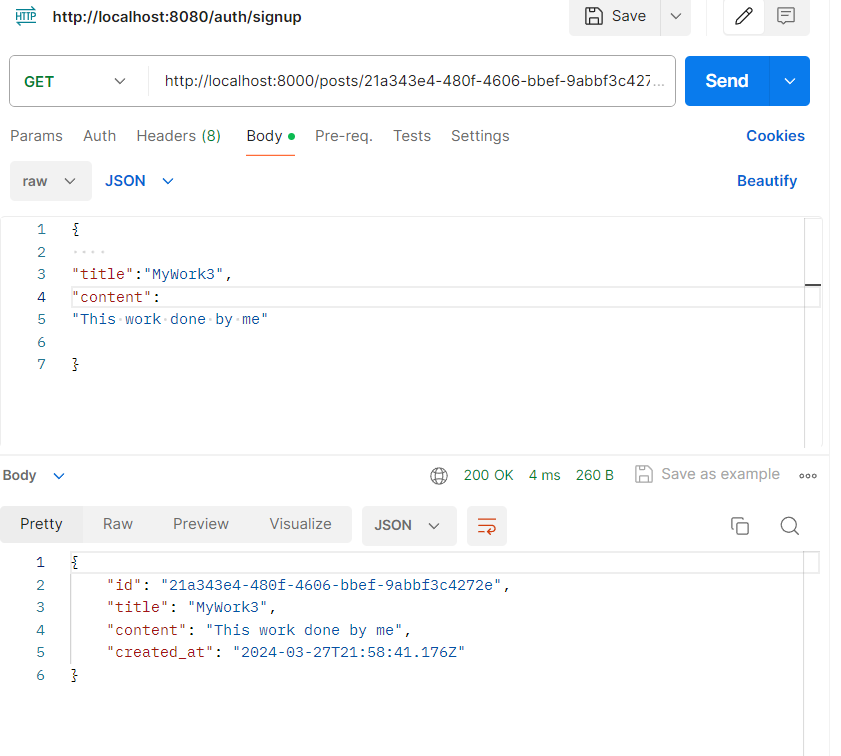 HTTP http://localhost:8080/auth/signup Save
GET http://localhost:8000/posts/21a343e4-480f-4606-bbef-9abbf3c427... Send
Params Auth Headers (8) Body Pre-req. Tests Settings Cookies
raw JSON Beautify
1 {
2
3 "title":"MyWork3",
4 "content":
5 "This work done by me"
6
7 }
Body 200 OK 4 ms 260 B Save as example
Pretty Raw Preview Visualize JSON
1 {
2 "id": "21a343e4-480f-4606-bbef-9abbf3c4272e",
3 "title": "MyWork3",
4 "content": "This work done by me",
5 "created_at": "2024-03-27T21:58:41.176Z"
6 }